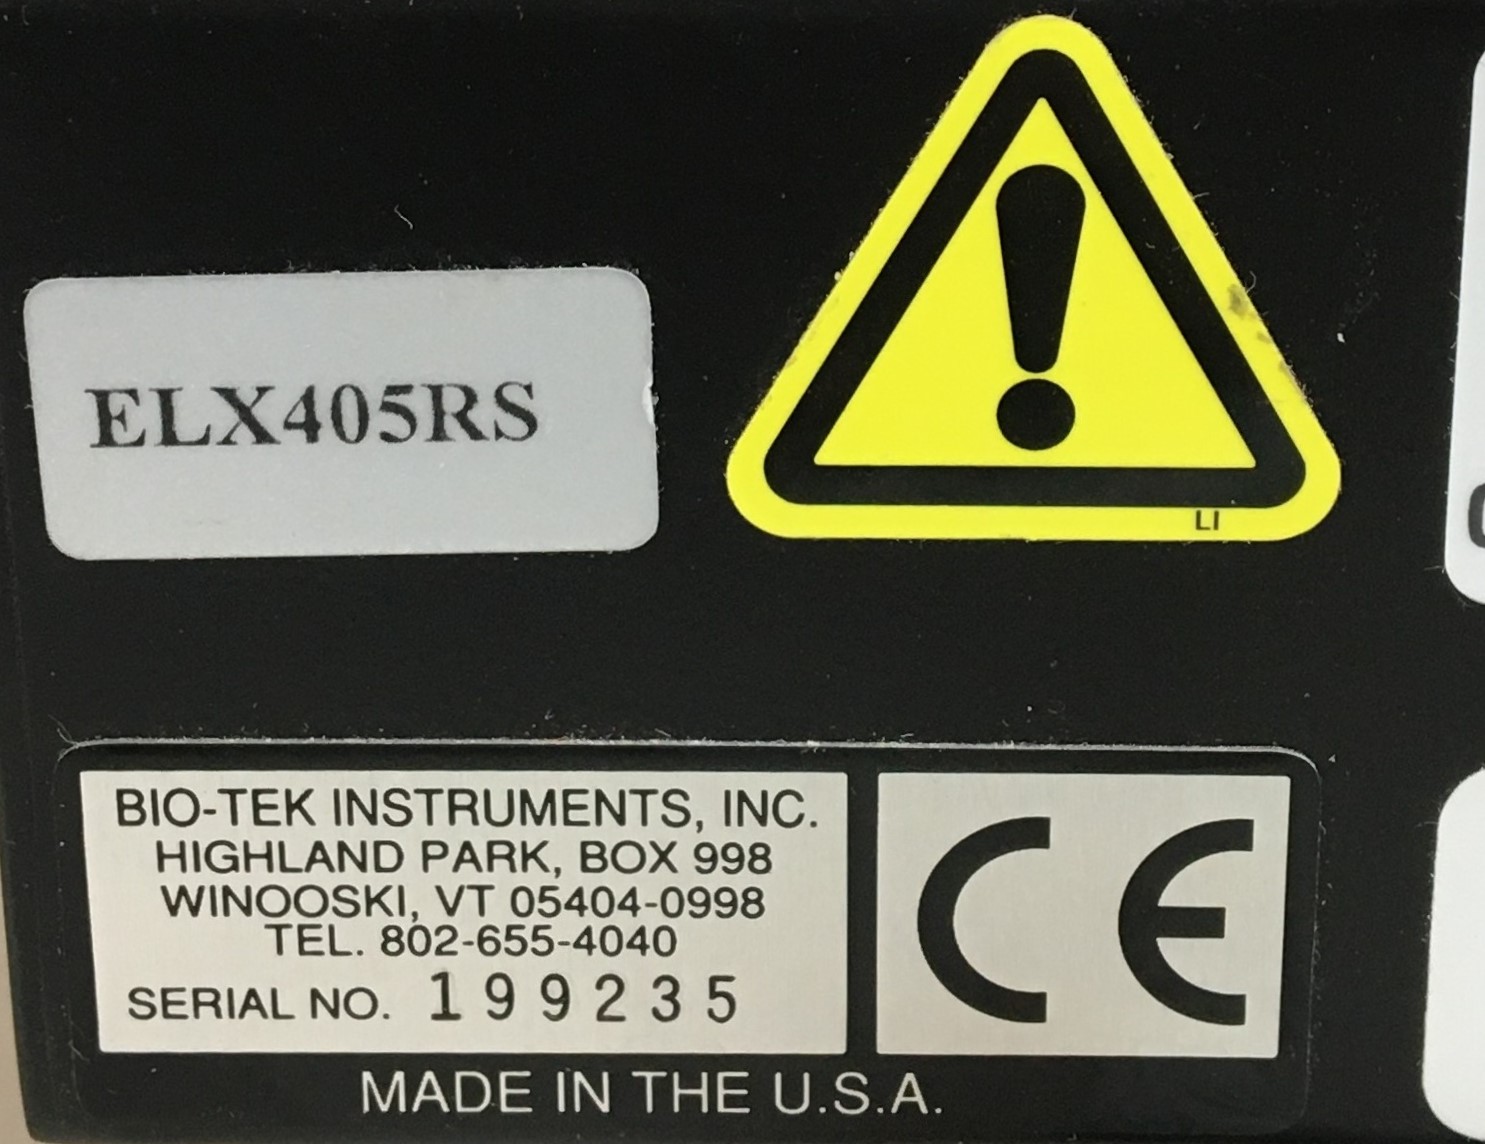 ELX405RS
LI
BIO-TEK INSTRUMENTS, INC.
HIGHLAND PARK, BOX 998
WINOOSKI, VT 05404-0998
TEL. 802-655-4040
SERIAL NO. 199235
CE
MADE IN THE U.S.A.